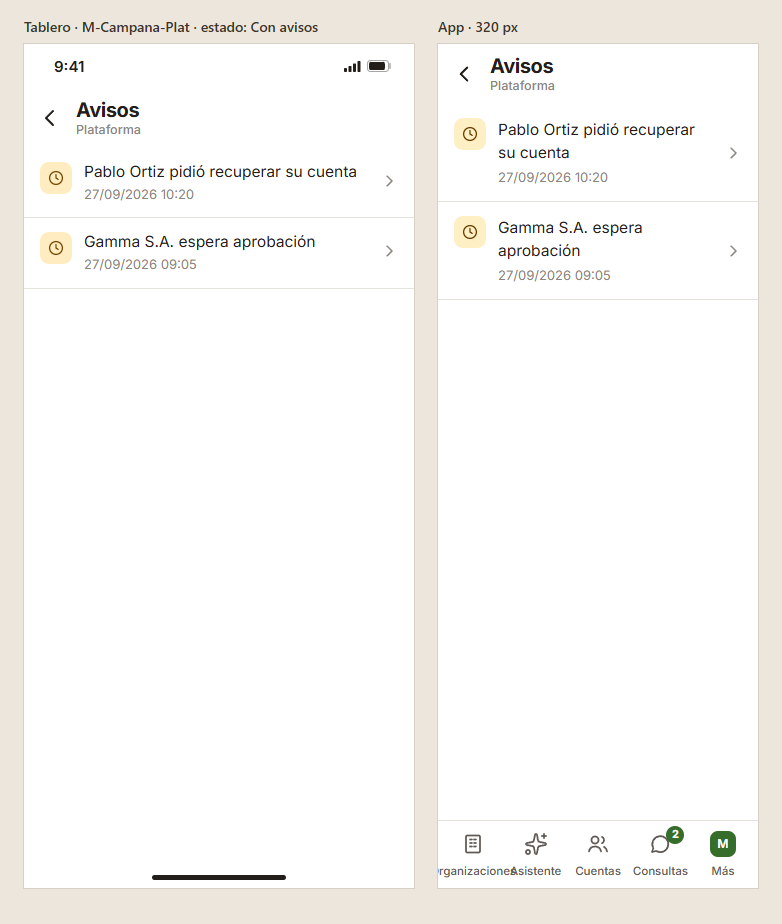 Tablero · M-Campana-Plat · estado: Con avisos
9:41
Avisos
Plataforma
Pablo Ortiz pidió recuperar su cuenta
27/09/2026 10:20
Gamma S.A. espera aprobación
27/09/2026 09:05
App · 320 px
Avisos
Plataforma
Pablo Ortiz pidió recuperar
su cuenta
27/09/2026 10:20
Gamma S.A. espera
aprobación
27/09/2026 09:05
2
M
rganizaciones
Asistente
Cuentas
Consultas
Más